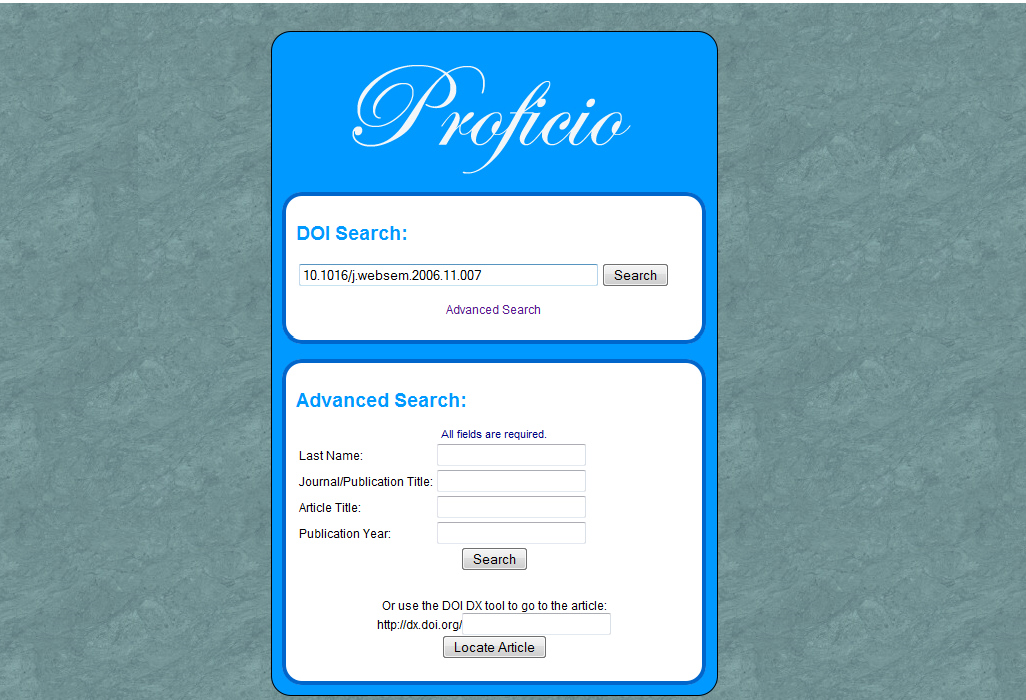 Proficio
DOI Search:
10.1016/j.websem.2006.11.007 Search
Advanced Search
Advanced Search:
All fields are required.
Last Name:
Journal/Publication Title:
Article Title:
Publication Year:
Search
Or use the DOI DX tool to go to the article:
http://dx.doi.org/
Locate Article